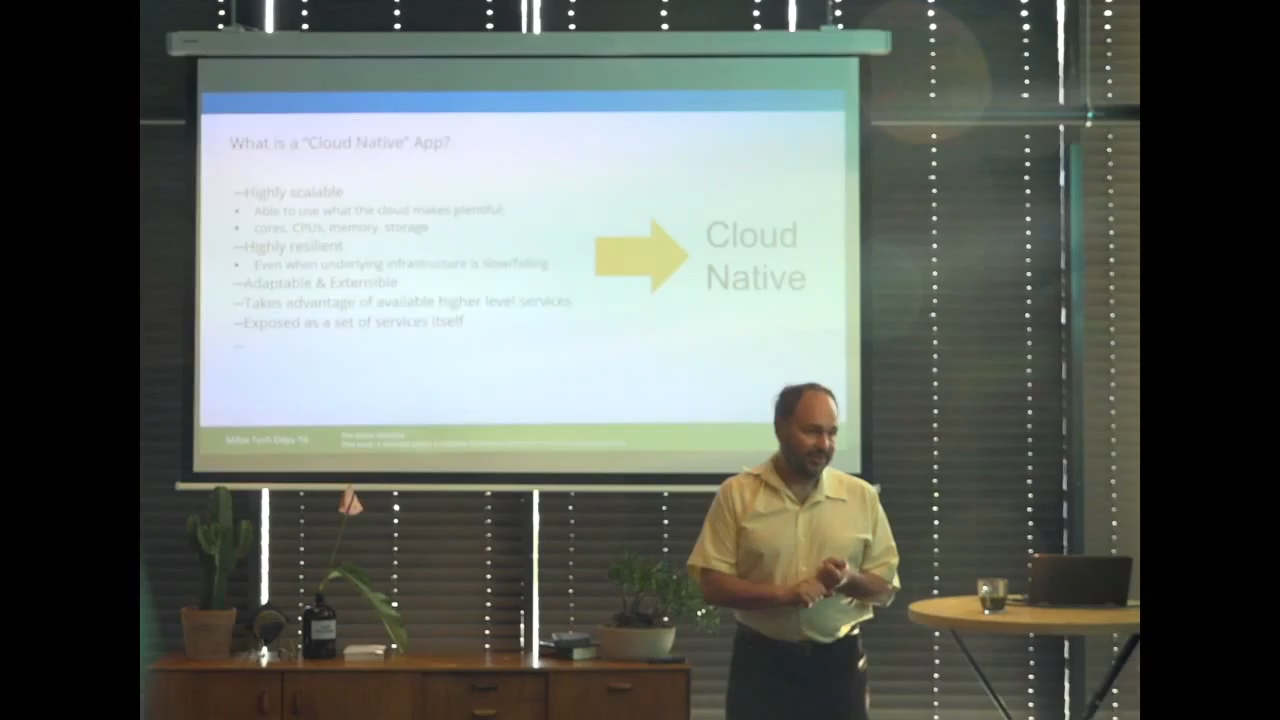 What is a "Cloud Native" App?
—Highly scalable
• Able to use what the cloud makes plentiful:
• cores, CPUs, memory, storage
—Highly resilient
• Even when underlying infrastructure is slow/failing
—Adaptable & Extensible
—Takes advantage of available higher level services
—Exposed as a set of services itself
...
Cloud
Native